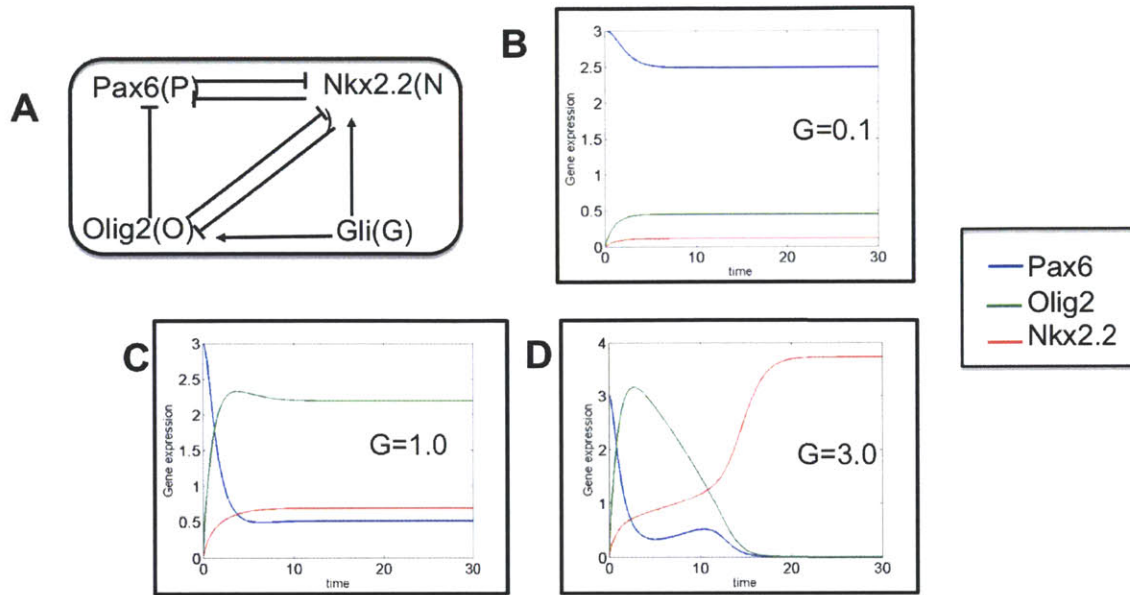 A
Pax6(P)
Nkx2.2(N
Olig2(O)
Gli(G)
B
Gene expression
3
2.5
2
1.5
1
0.5
0
0
10
20
30
time
G=0.1
Pax6
Olig2
Nkx2.2
C
Gene expression
3
2.5
2
1.5
1
0.5
0
0
10
20
30
time
G=1.0
D
Gene expression
4
3
2
1
0
0
10
20
30
time
G=3.0